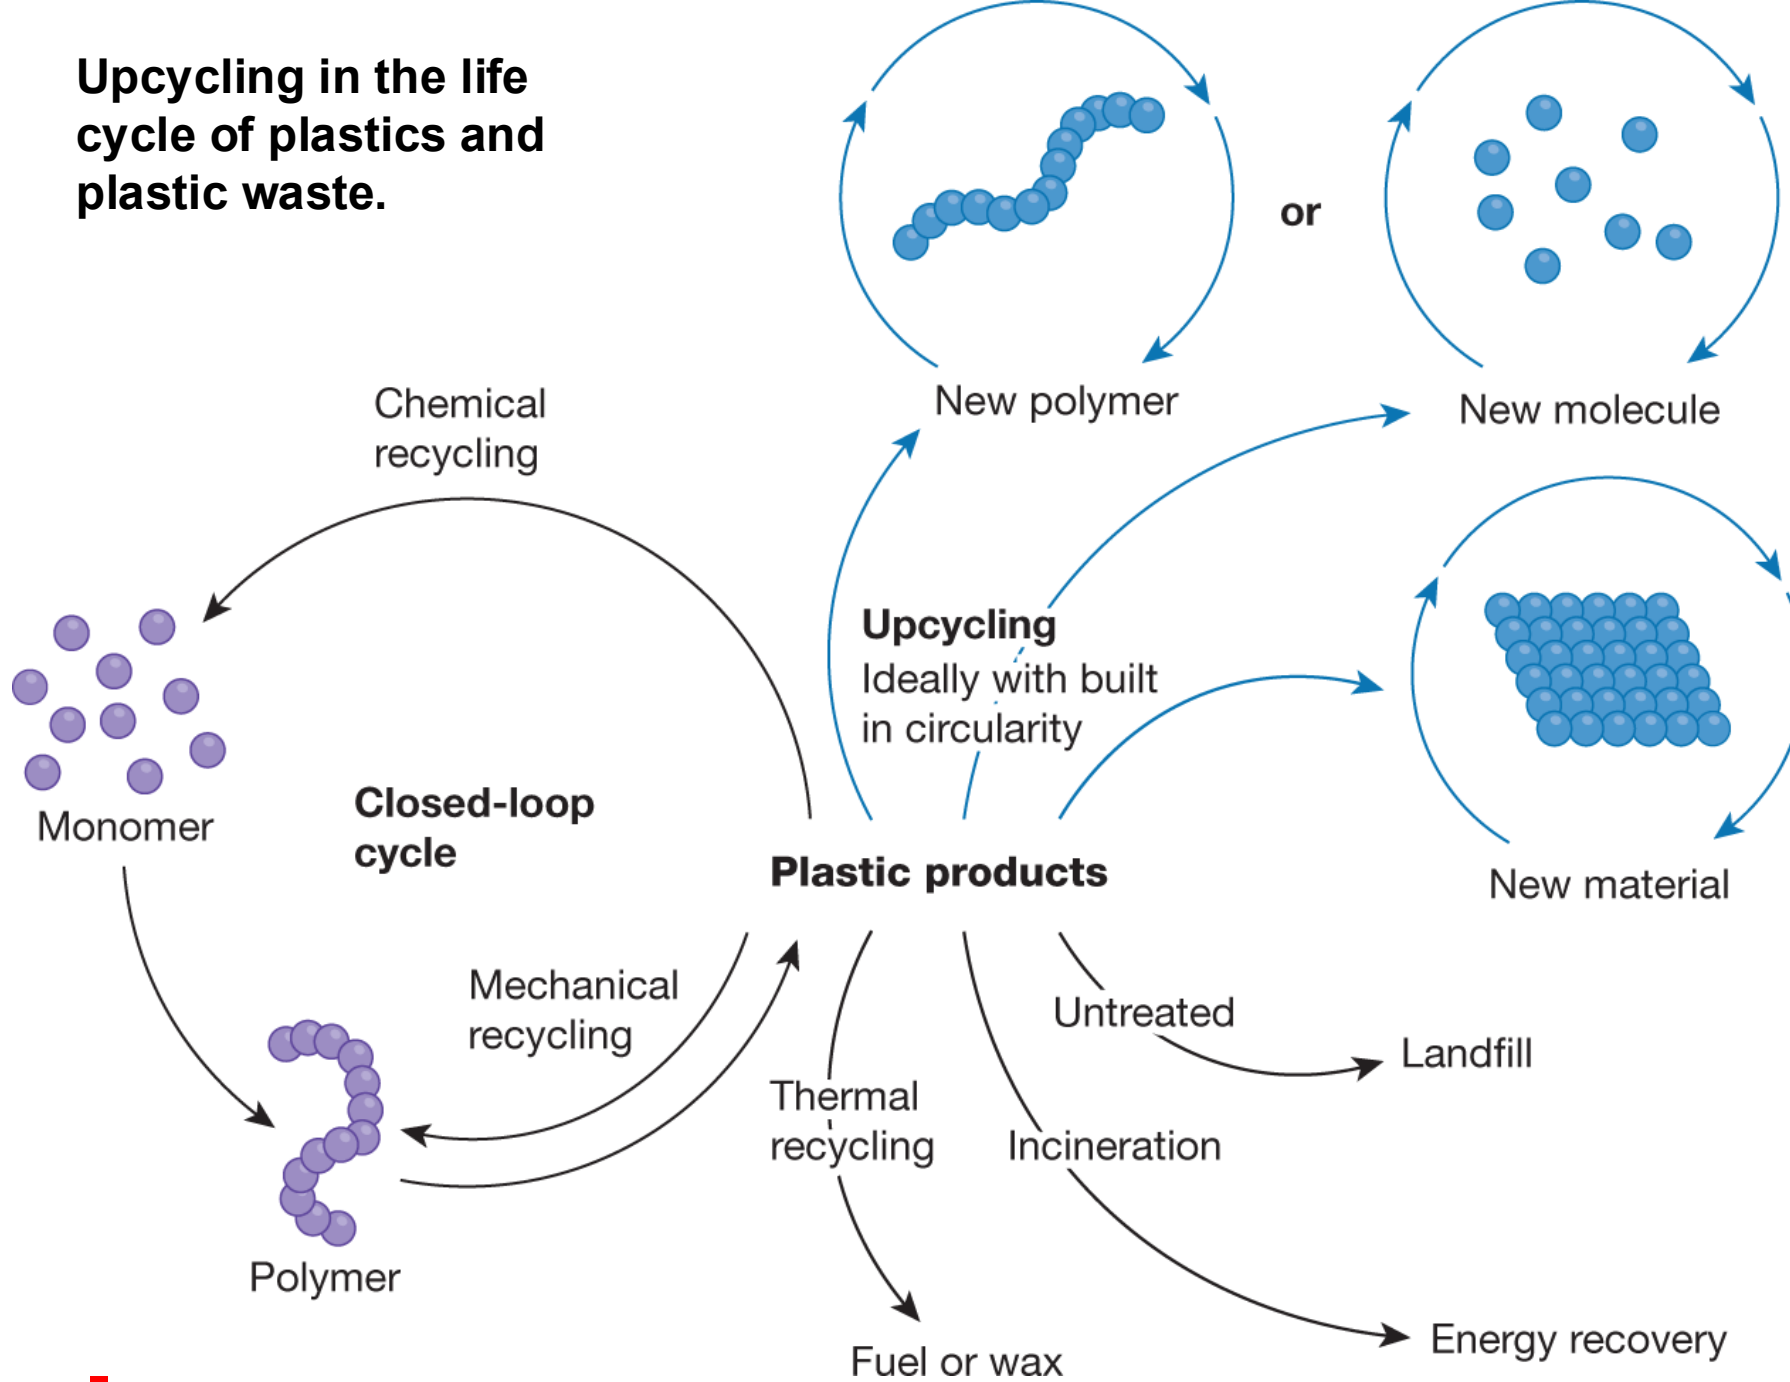 Upcycling in the life
cycle of plastics and
plastic waste.
or
New polymer
New molecule
Chemical
recycling
Upcycling
Ideally with built
in circularity
Monomer
Closed-loop
cycle
Plastic products
New material
Mechanical
recycling
Untreated
Landfill
Thermal
recycling
Incineration
Polymer
Fuel or wax
Energy recovery